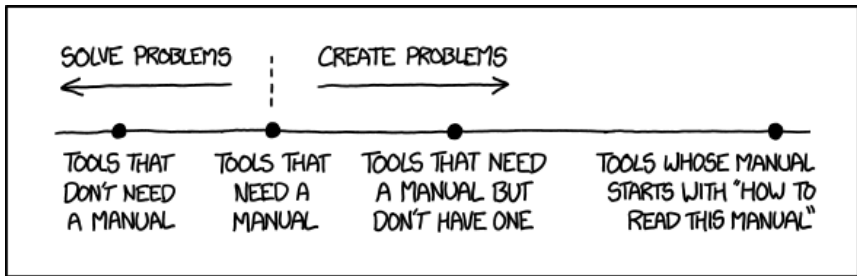 SOLVE PROBLEMS
CREATE PROBLEMS
TOOLS THAT
DON'T NEED
A MANUAL
TOOLS THAT
NEED A
MANUAL
TOOLS THAT NEED
A MANUAL BUT
DON'T HAVE ONE
TOOLS WHOSE MANUAL
STARTS WITH "HOW TO
READ THIS MANUAL"